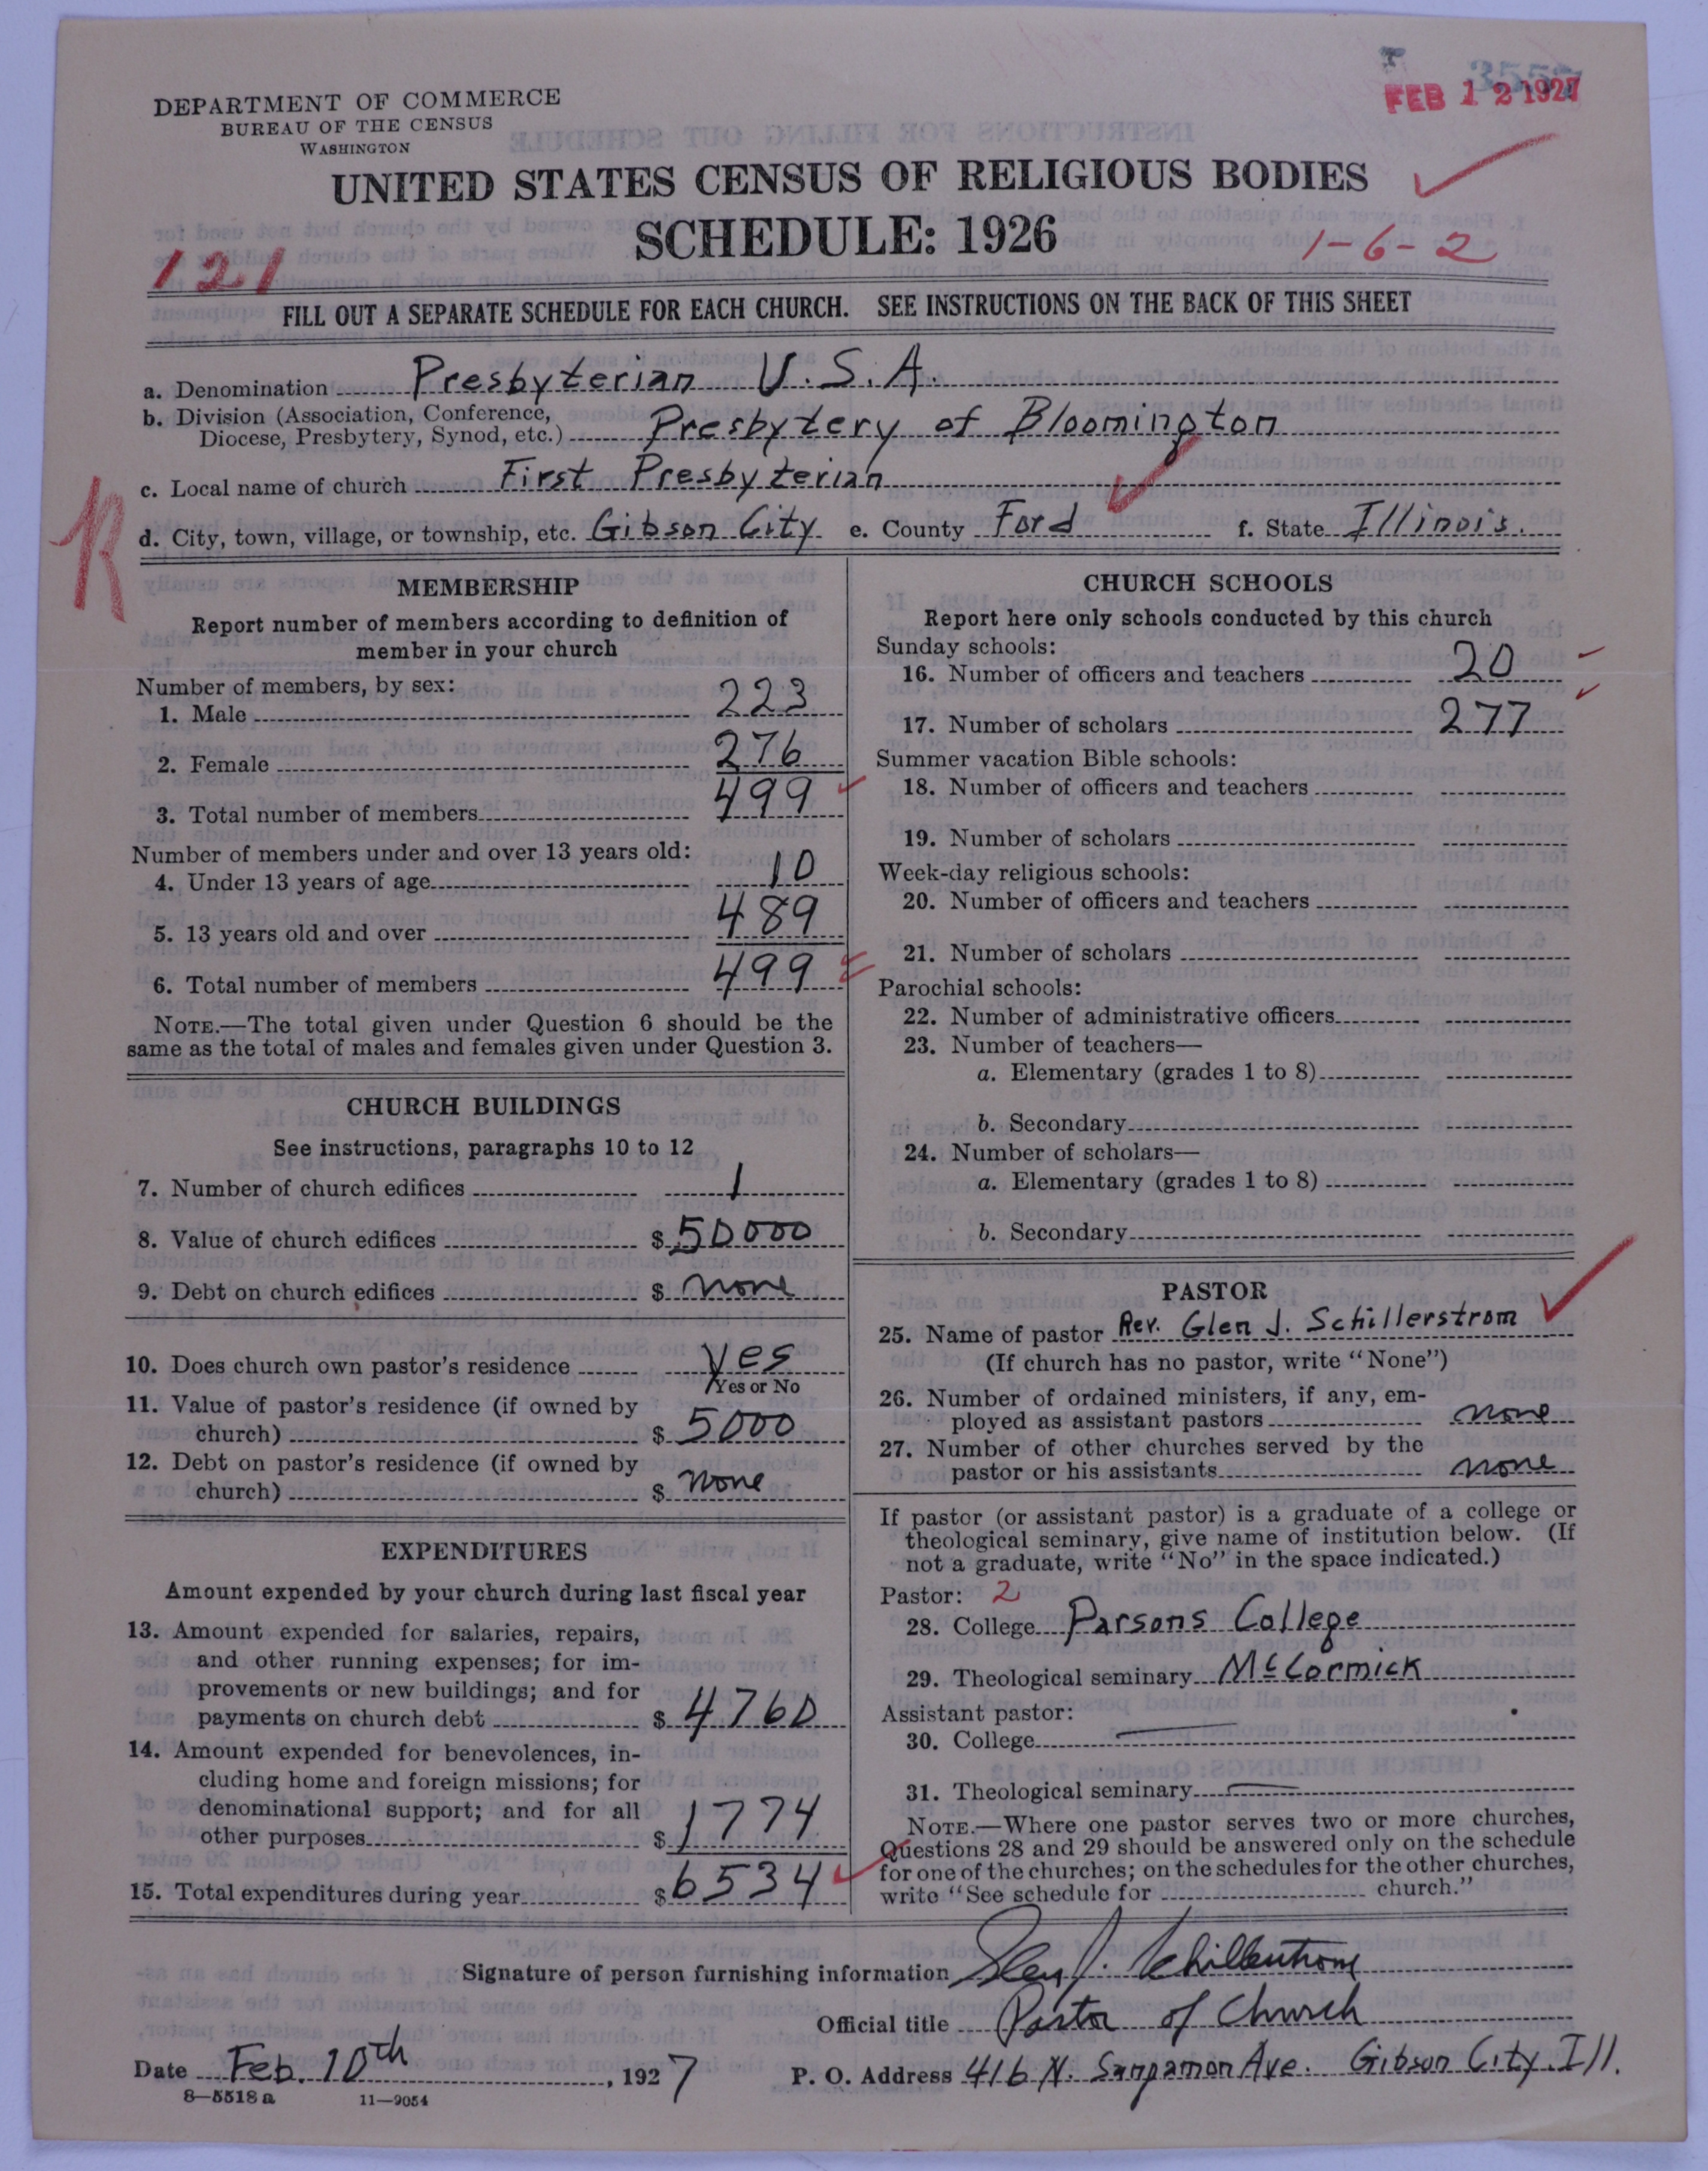 3557
FEB 12 1927
DEPARTMENT OF COMMERCE
BUREAU OF THE CENSUS
WASHINGTON
UNITED STATES CENSUS OF RELIGIOUS BODIES
SCHEDULE: 1926
121
1-6-2
FILL OUT A SEPARATE SCHEDULE FOR EACH CHURCH. SEE INSTRUCTIONS ON THE BACK OF THIS SHEET
a. Denomination Presbyterian U.S.A.
b. Division (Association, Conference,
Diocese, Presbytery, Synod, etc.) Presbytery of Bloomington
c. Local name of church First Presbyterian
d. City, town, village, or township, etc. Gibson City e. County Ford f. State Illinois.
MEMBERSHIP
Report number of members according to definition of
member in your church
Number of members, by sex:
1. Male 223
2. Female 276
3. Total number of members 499
Number of members under and over 13 years old:
4. Under 13 years of age 10
5. 13 years old and over 489
6. Total number of members 499
NOTE.—The total given under Question 6 should be the
same as the total of males and females given under Question 3.
CHURCH BUILDINGS
See instructions, paragraphs 10 to 12
7. Number of church edifices 1
8. Value of church edifices $ 50000
9. Debt on church edifices $ none
10. Does church own pastor's residence yes
Yes or No
11. Value of pastor's residence (if owned by
church) $ 5000
12. Debt on pastor's residence (if owned by
church) $ none
EXPENDITURES
Amount expended by your church during last fiscal year
13. Amount expended for salaries, repairs,
and other running expenses; for im-
provements or new buildings; and for
payments on church debt $ 4760
14. Amount expended for benevolences, in-
cluding home and foreign missions; for
denominational support; and for all
other purposes $ 1774
15. Total expenditures during year $ 6534
CHURCH SCHOOLS
Report here only schools conducted by this church
Sunday schools:
16. Number of officers and teachers 20
17. Number of scholars 277
Summer vacation Bible schools:
18. Number of officers and teachers
19. Number of scholars
Week-day religious schools:
20. Number of officers and teachers
21. Number of scholars
Parochial schools:
22. Number of administrative officers
23. Number of teachers—
a. Elementary (grades 1 to 8)
b. Secondary
24. Number of scholars—
a. Elementary (grades 1 to 8)
b. Secondary
PASTOR
25. Name of pastor Rev. Glen J. Schillerstrom
(If church has no pastor, write "None")
26. Number of ordained ministers, if any, em-
ployed as assistant pastors none
27. Number of other churches served by the
pastor or his assistants none
If pastor (or assistant pastor) is a graduate of a college or
theological seminary, give name of institution below. (If
not a graduate, write "No" in the space indicated.)
Pastor: 2
28. College Parsons College
29. Theological seminary McCormick
Assistant pastor:
30. College
31. Theological seminary
NOTE.—Where one pastor serves two or more churches,
Questions 28 and 29 should be answered only on the schedule
for one of the churches; on the schedules for the other churches,
write "See schedule for church."
Signature of person furnishing information Glen J. Schillerstrom
Official title Pastor of Church
Date Feb. 10th, 1927 P. O. Address 416 N. Sangamon Ave. Gibson City. Ill.
8—5518 a 11—9054